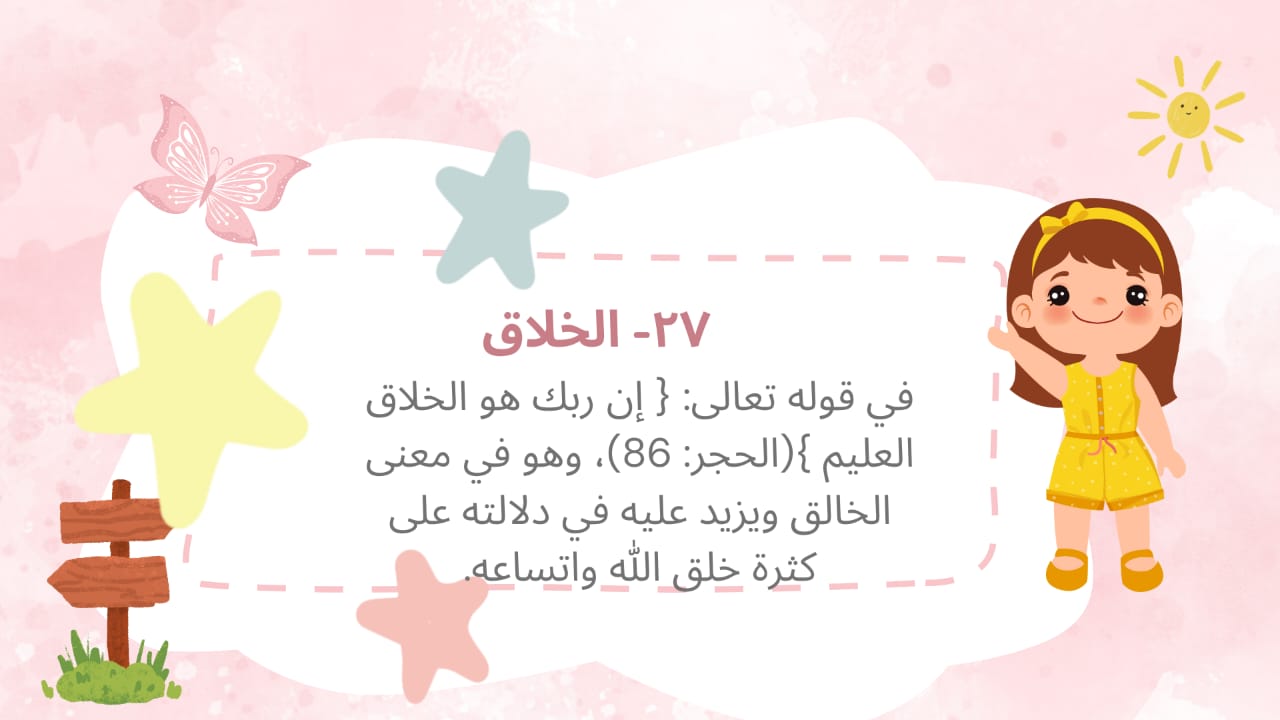 ٢٧- الخلاق
في قوله تعالى: { إن ربك هو الخلاق
العليم }(الحجر: 86)، وهو في معنى
الخالق ويزيد عليه في دلالته على
كثرة خلق الله واتساعه.